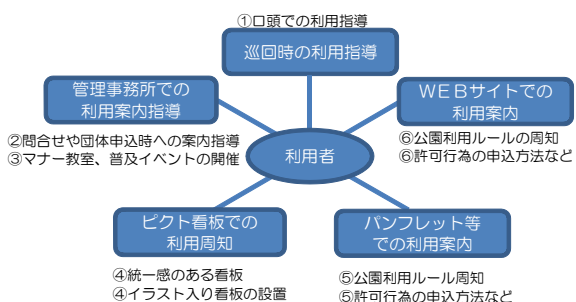 ①口頭での利用指導
巡回時の利用指導
管理事務所での
利用案内指導
②問合せや団体申込時への案内指導
③マナー教室、普及イベントの開催
WEBサイトでの
利用案内
⑥公園利用ルールの周知
⑥許可行為の申込方法など
利用者
ピクト看板での
利用周知
④統一感のある看板
④イラスト入り看板の設置
パンフレット等
での利用案内
⑤公園利用ルール周知
⑤許可行為の申込方法など